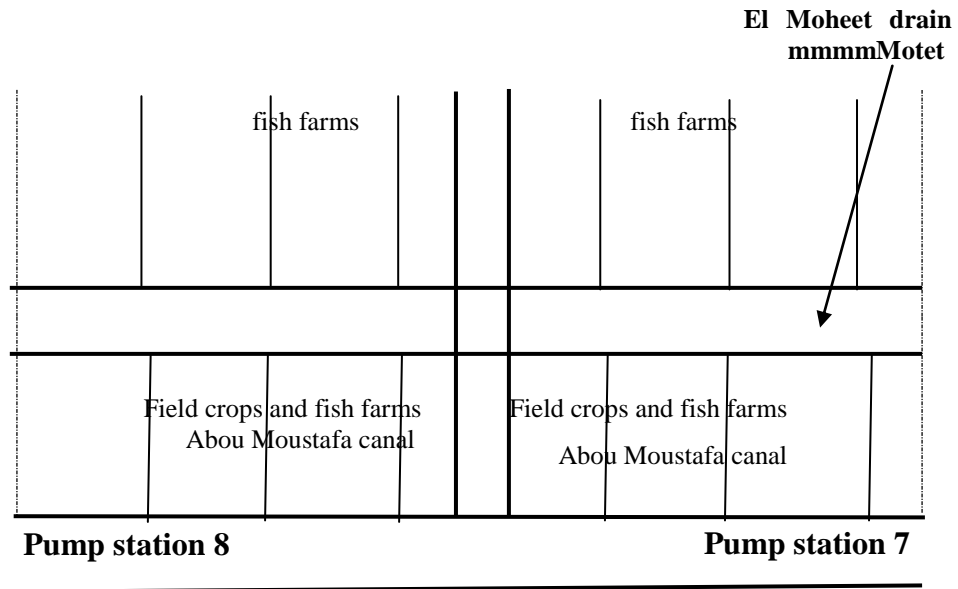 El Moheet drain
mmmmMotet
fish farms
fish farms
Field crops and fish farms
Abou Moustafa canal
Field crops and fish farms
Abou Moustafa canal
Pump station 8
Pump station 7